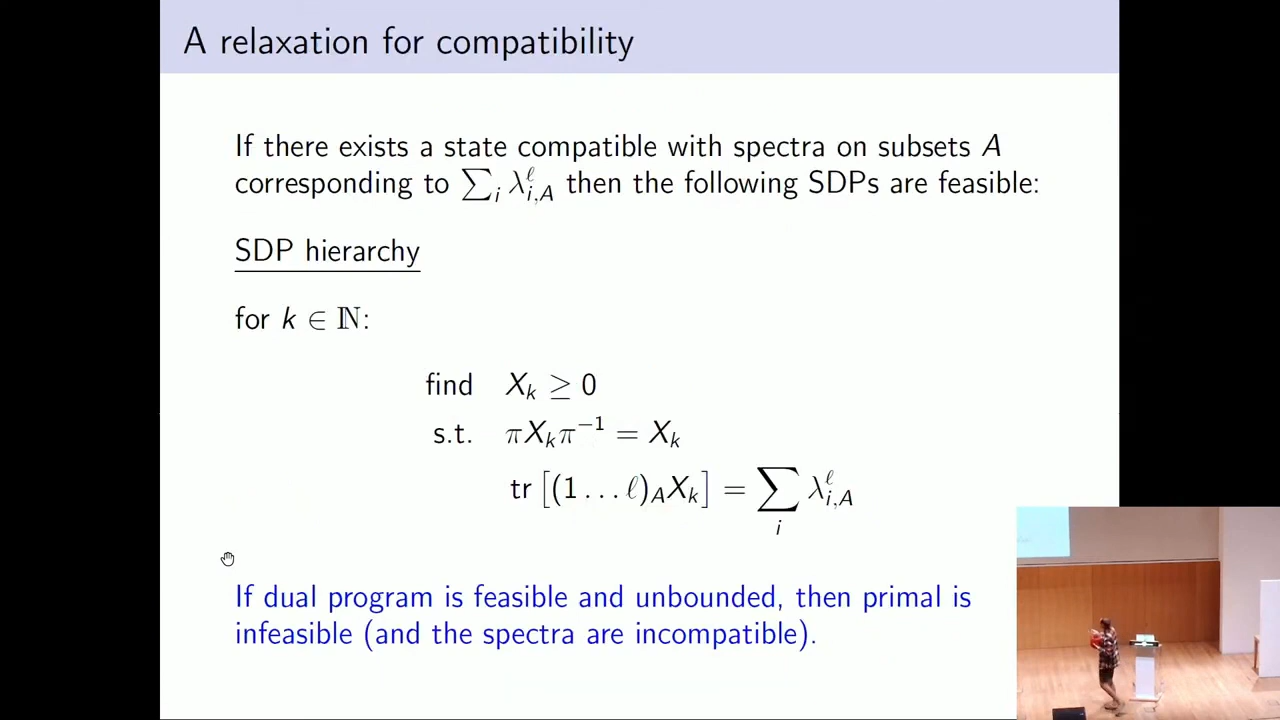 A relaxation for compatibility
If there exists a state compatible with spectra on subsets A
corresponding to ∑_i λ^ℓ_{i,A} then the following SDPs are feasible:
SDP hierarchy
for k ∈ ℕ:
find X_k ≥ 0
s.t. πX_kπ^{−1} = X_k
tr [(1 … ℓ)_A X_k] = ∑_i λ^ℓ_{i,A}
If dual program is feasible and unbounded, then primal is
infeasible (and the spectra are incompatible).